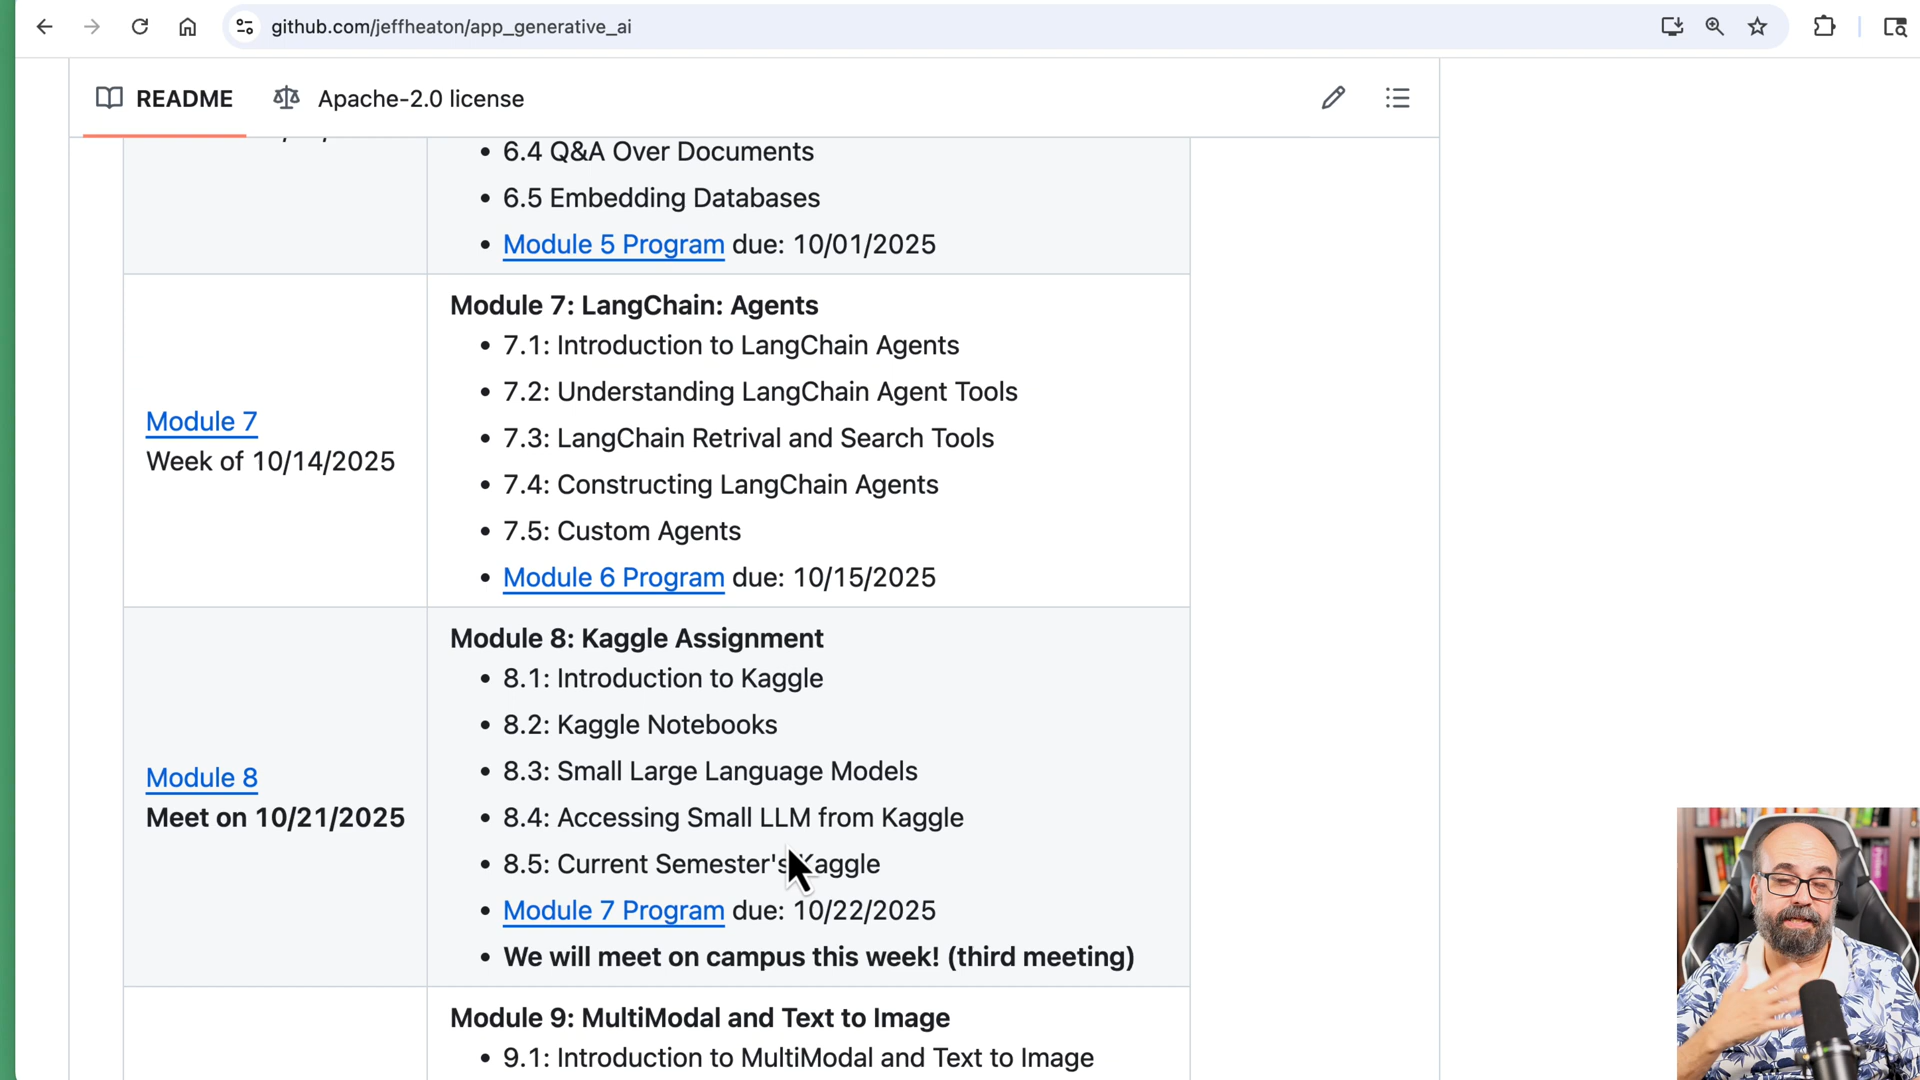 github.com/jeffheaton/app_generative_ai
README
Apache-2.0 license
6.4 Q&A Over Documents
6.5 Embedding Databases
Module 5 Program due: 10/01/2025
Module 7
Week of 10/14/2025
Module 7: LangChain: Agents
7.1: Introduction to LangChain Agents
7.2: Understanding LangChain Agent Tools
7.3: LangChain Retrival and Search Tools
7.4: Constructing LangChain Agents
7.5: Custom Agents
Module 6 Program due: 10/15/2025
Module 8
Meet on 10/21/2025
Module 8: Kaggle Assignment
8.1: Introduction to Kaggle
8.2: Kaggle Notebooks
8.3: Small Large Language Models
8.4: Accessing Small LLM from Kaggle
8.5: Current Semester's Kaggle
Module 7 Program due: 10/22/2025
We will meet on campus this week! (third meeting)
Module 9: MultiModal and Text to Image
9.1: Introduction to MultiModal and Text to Image